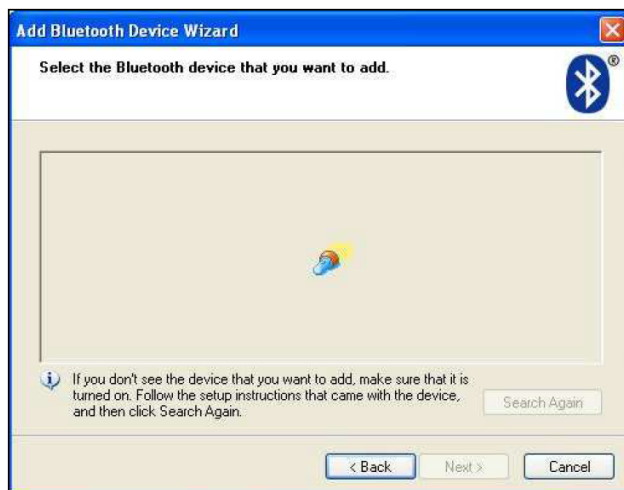 Add Bluetooth Device Wizard
Select the Bluetooth device that you want to add.
®
If you don't see the device that you want to add, make sure that it is
turned on. Follow the setup instructions that came with the device,
and then click Search Again.
Search Again
< Back
Next >
Cancel